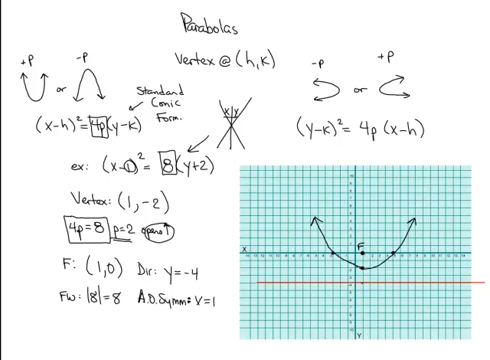 Parabolas
Vertex @ (h,k)
+P or -P
-P or +P
Standard
Conic
Form.
(x-h)² = 4p(y-k)
(y-k)² = 4p(x-h)
x | y
ex: (x-1)² = 8(y+2)
Vertex: (1,-2)
4p=8 p=2 opens↑
F: (1,0) Dir: y=-4
FW: |8|=8 A.O.Symm: x=1
F
X
Y